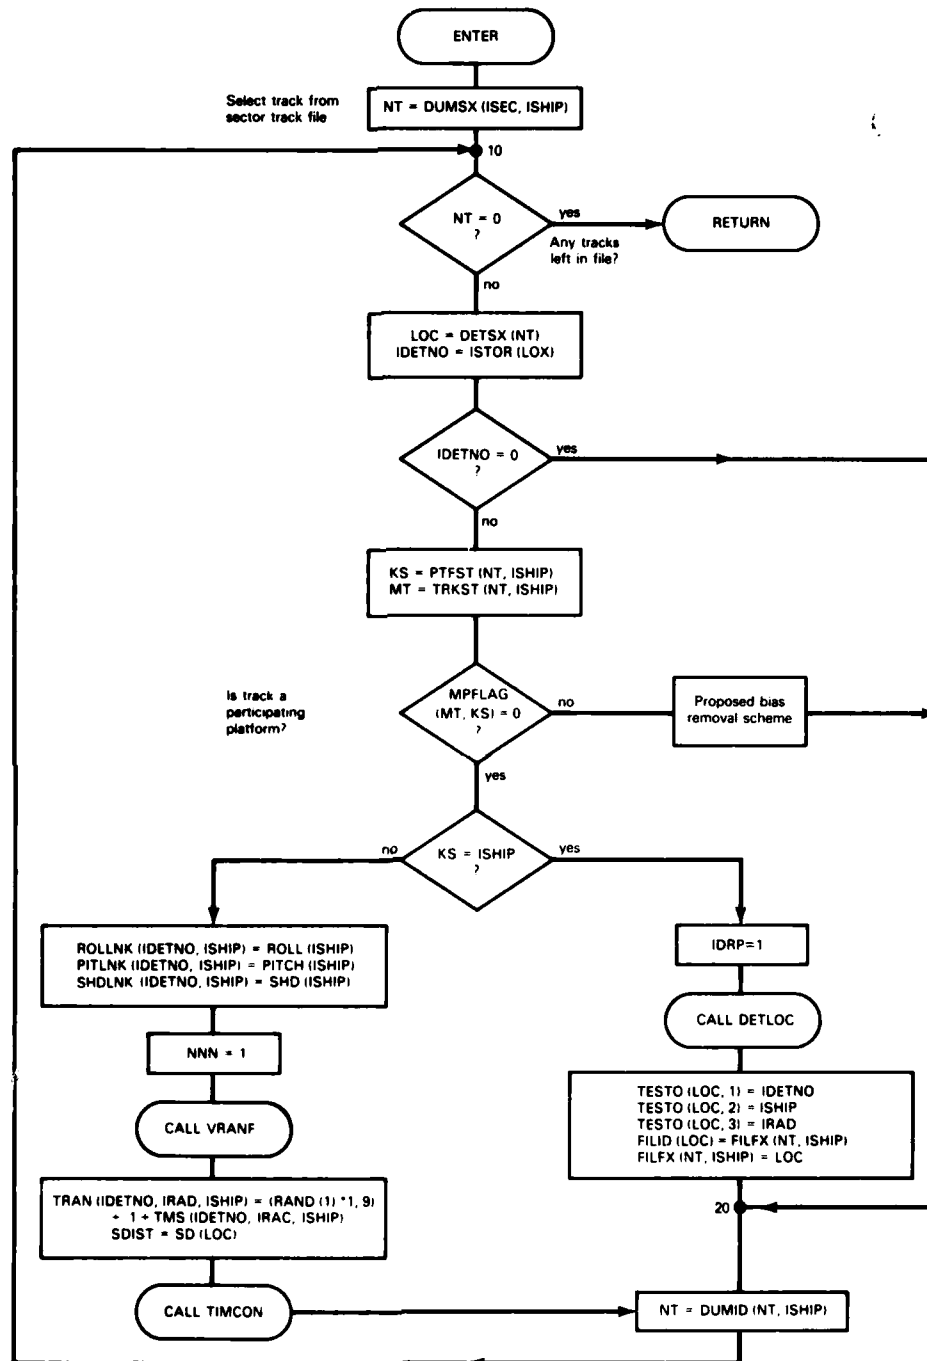 ENTER
Select track from
sector track file
NT = DUMSX (ISEC, ISHIP)
10
NT = 0
?
yes
RETURN
Any tracks
left in file?
no
LOC = DETSX (NT)
IDETNO = ISTOR (LOX)
IDETNO = 0
?
yes
no
KS = PTFST (NT, ISHIP)
MT = TRKST (NT, ISHIP)
Is track a
participating
platform?
MPFLAG
(MT, KS) = 0
?
no
Proposed bias
removal scheme
yes
no
KS = ISHIP
?
yes
ROLLNK (IDETNO, ISHIP) = ROLL (ISHIP)
PITLNK (IDETNO, ISHIP) = PITCH (ISHIP)
SHDLNK (IDETNO, ISHIP) = SHD (ISHIP)
IDRP=1
NNN = 1
CALL DETLOC
CALL VRANF
TESTO (LOC, 1) = IDETNO
TESTO (LOC, 2) = ISHIP
TESTO (LOC, 3) = IRAD
FILID (LOC) = FILFX (NT, ISHIP)
FILFX (NT, ISHIP) = LOC
TRAN (IDETNO, IRAD, ISHIP) = (RAND (1) *1, 9)
+ 1 + TMS (IDETNO, IRAC, ISHIP)
SDIST = SD (LOC)
20
CALL TIMCON
NT = DUMID (NT, ISHIP)